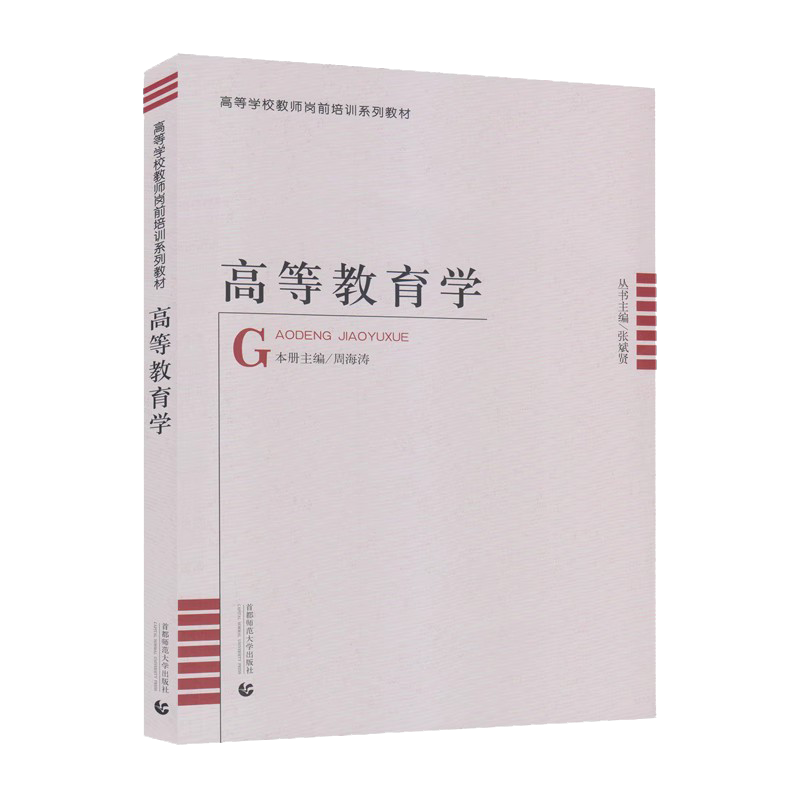 高等学校教师岗前培训系列教材
高等教育学
GAODENG JIAOYUXUE
本册主编/周海涛
丛书主编/张斌贤
首都师范大学出版社
高等学校教师岗前培训系列教材
高等教育学
首都师范大学出版社